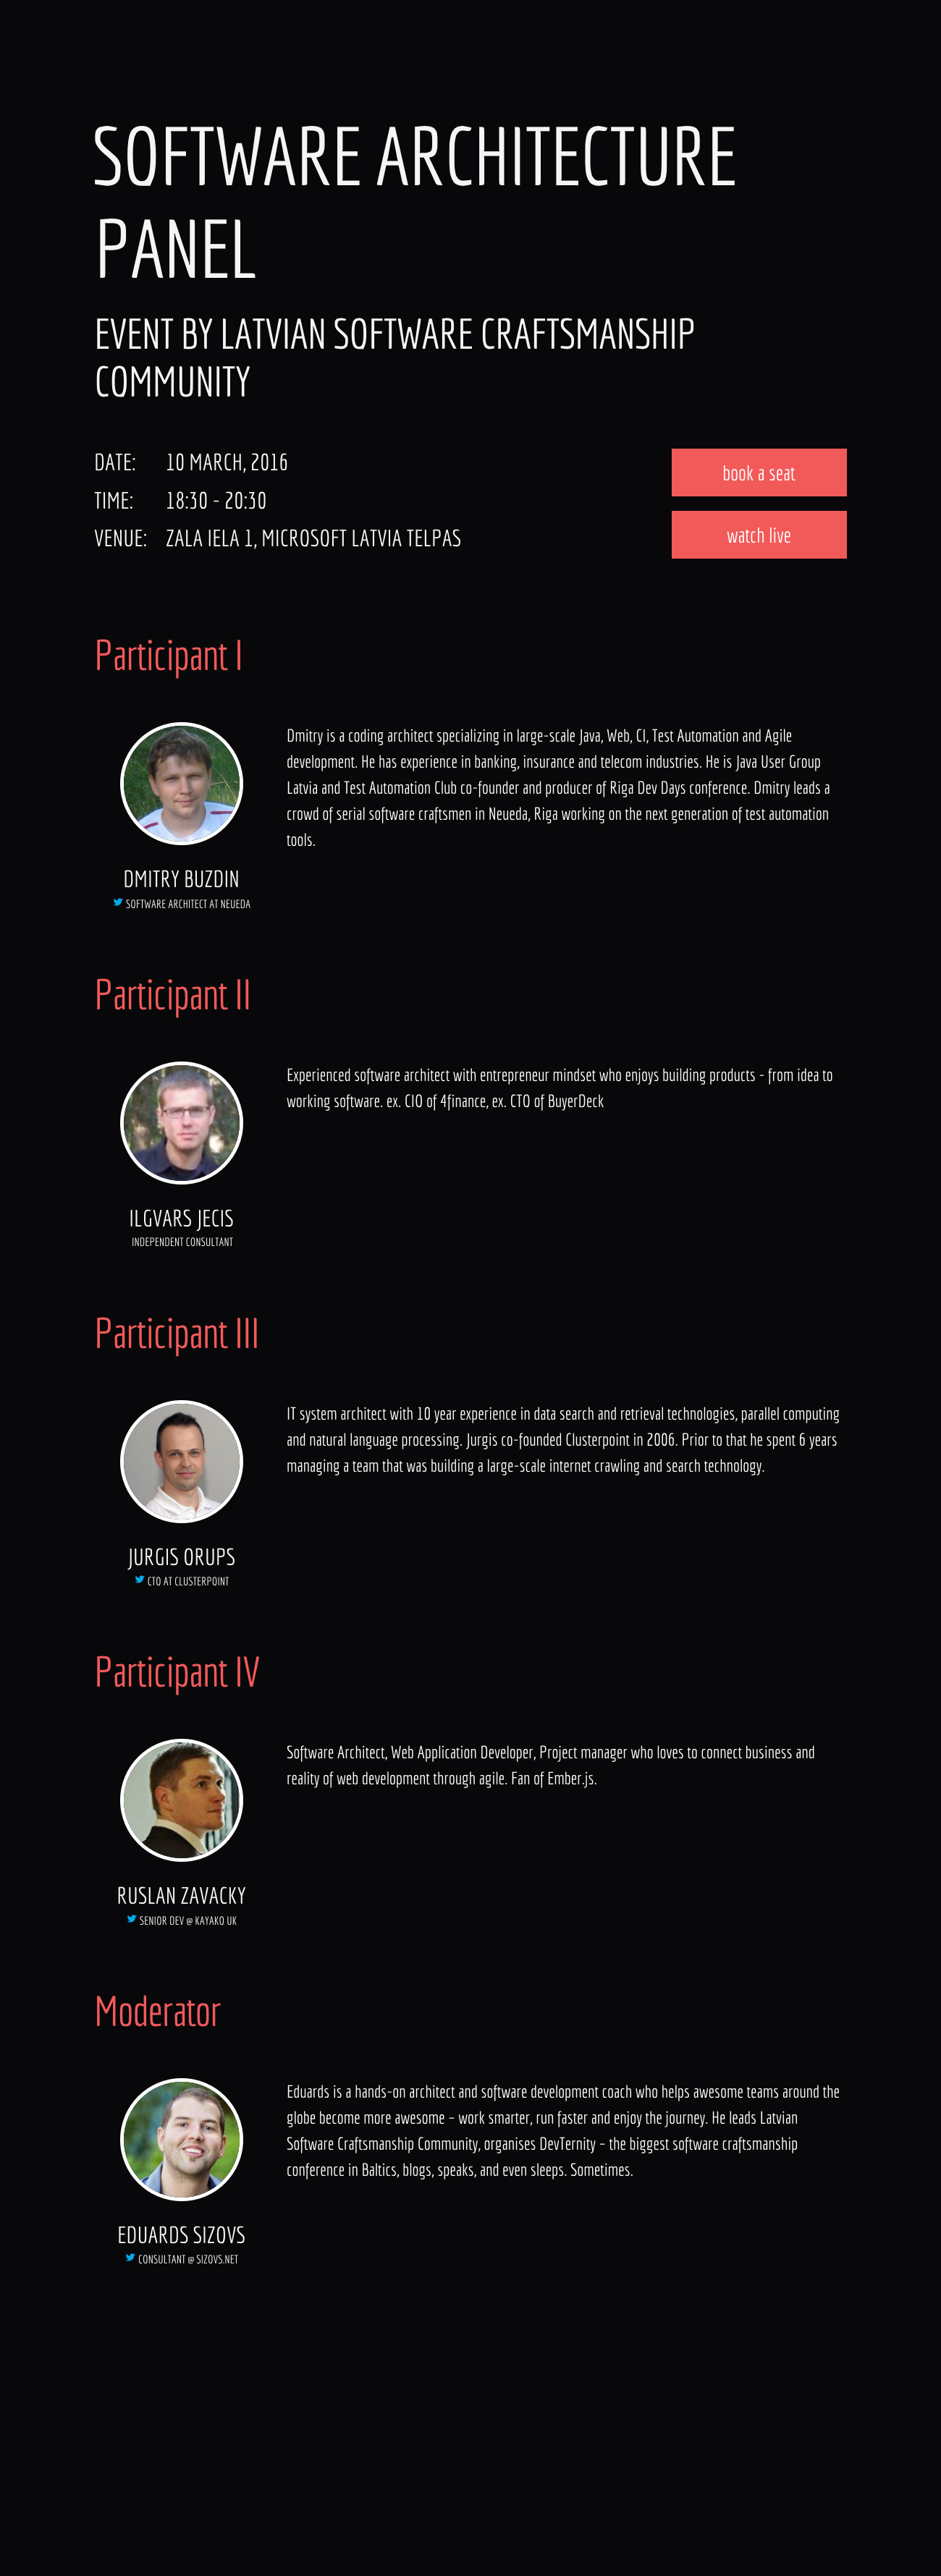 SOFTWARE ARCHITECTURE
PANEL
EVENT BY LATVIAN SOFTWARE CRAFTSMANSHIP
COMMUNITY
DATE: 10 MARCH, 2016
TIME: 18:30 - 20:30
VENUE: ZALA IELA 1, MICROSOFT LATVIA TELPAS
book a seat
watch live
Participant I
Dmitry is a coding architect specializing in large-scale Java, Web, CI, Test Automation and Agile
development. He has experience in banking, insurance and telecom industries. He is Java User Group
Latvia and Test Automation Club co-founder and producer of Riga Dev Days conference. Dmitry leads a
crowd of serial software craftsmen in Neueda, Riga working on the next generation of test automation
tools.
DMITRY BUZDIN
SOFTWARE ARCHITECT AT NEUEDA
Participant II
Experienced software architect with entrepreneur mindset who enjoys building products - from idea to
working software. ex. CIO of 4finance, ex. CTO of BuyerDeck
ILGVARS JECIS
INDEPENDENT CONSULTANT
Participant III
IT system architect with 10 year experience in data search and retrieval technologies, parallel computing
and natural language processing. Jurgis co-founded Clusterpoint in 2006. Prior to that he spent 6 years
managing a team that was building a large-scale internet crawling and search technology.
JURGIS ORUPS
CTO AT CLUSTERPOINT
Participant IV
Software Architect, Web Application Developer, Project manager who loves to connect business and
reality of web development through agile. Fan of Ember.js.
RUSLAN ZAVACKY
SENIOR DEV @ KAYAKO UK
Moderator
Eduards is a hands-on architect and software development coach who helps awesome teams around the
globe become more awesome – work smarter, run faster and enjoy the journey. He leads Latvian
Software Craftsmanship Community, organises DevTernity – the biggest software craftsmanship
conference in Baltics, blogs, speaks, and even sleeps. Sometimes.
EDUARDS SIZOVS
CONSULTANT @ SIZOVS.NET